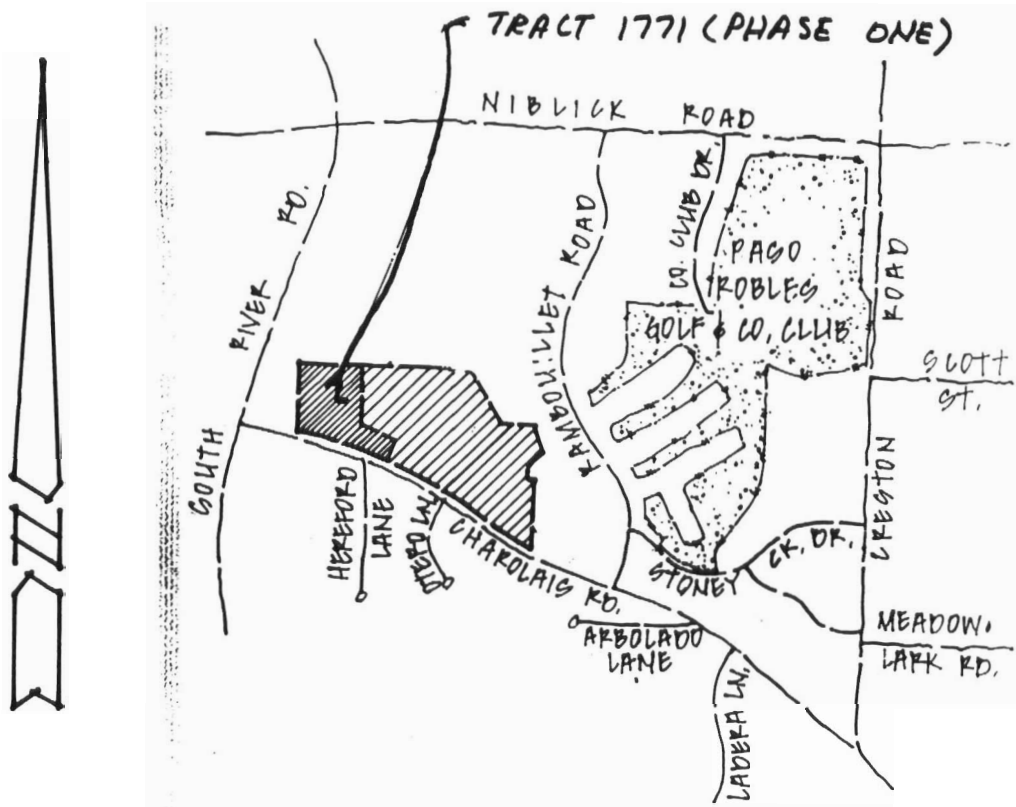 TRACT 1771 (PHASE ONE)
NIBLICK ROAD
SOUTH RIVER RD.
RAMBOUILLET ROAD
CO. CLUB DR.
PASO
ROBLES
GOLF & CO. CLUB
CRESTON ROAD
SCOTT
ST.
HEREFORD
LANE
OTERO LN.
CHAROLAIS RD.
STONEY CK. DR.
ARBOLADO
LANE
LADERA LN.
MEADOW.
LARK RD.
N